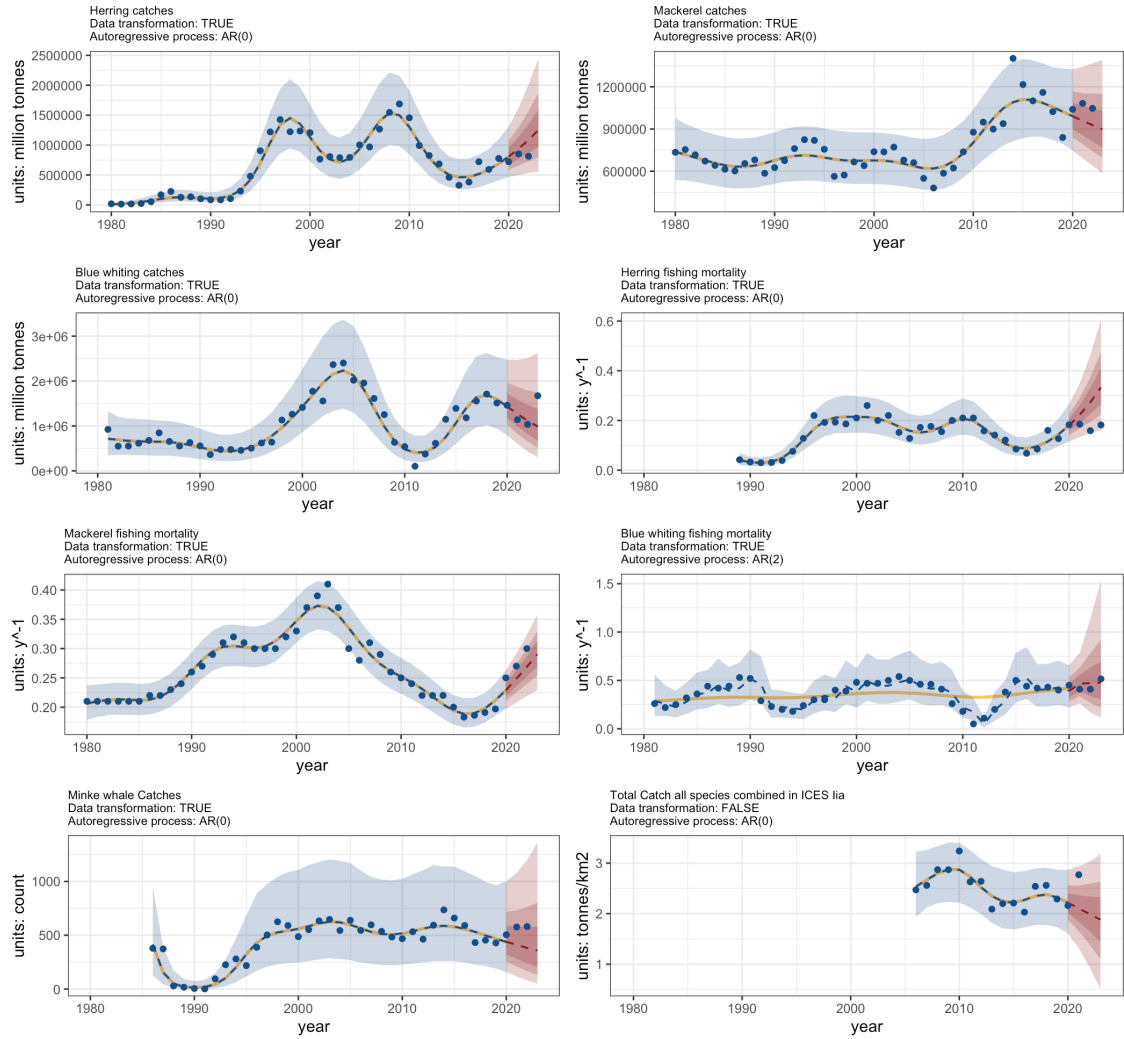 Herring catches
Data transformation: TRUE
Autoregressive process: AR(0)
units: million tonnes
2500000
2000000
1500000
1000000
500000
0
1980
1990
2000
2010
2020
year
Mackerel catches
Data transformation: TRUE
Autoregressive process: AR(0)
units: million tonnes
1200000
900000
600000
1980
1990
2000
2010
2020
year
Blue whiting catches
Data transformation: TRUE
Autoregressive process: AR(0)
units: million tonnes
3e+06
2e+06
1e+06
0e+00
1980
1990
2000
2010
2020
year
Herring fishing mortality
Data transformation: TRUE
Autoregressive process: AR(0)
units: y^-1
0.6
0.4
0.2
0.0
1980
1990
2000
2010
2020
year
Mackerel fishing mortality
Data transformation: TRUE
Autoregressive process: AR(0)
units: y^-1
0.40
0.35
0.30
0.25
0.20
1980
1990
2000
2010
2020
year
Blue whiting fishing mortality
Data transformation: TRUE
Autoregressive process: AR(2)
units: y^-1
1.5
1.0
0.5
0.0
1980
1990
2000
2010
2020
year
Minke whale Catches
Data transformation: TRUE
Autoregressive process: AR(0)
units: count
1000
500
0
1980
1990
2000
2010
2020
year
Total Catch all species combined in ICES Iia
Data transformation: FALSE
Autoregressive process: AR(0)
units: tonnes/km2
3
2
1
1980
1990
2000
2010
2020
year